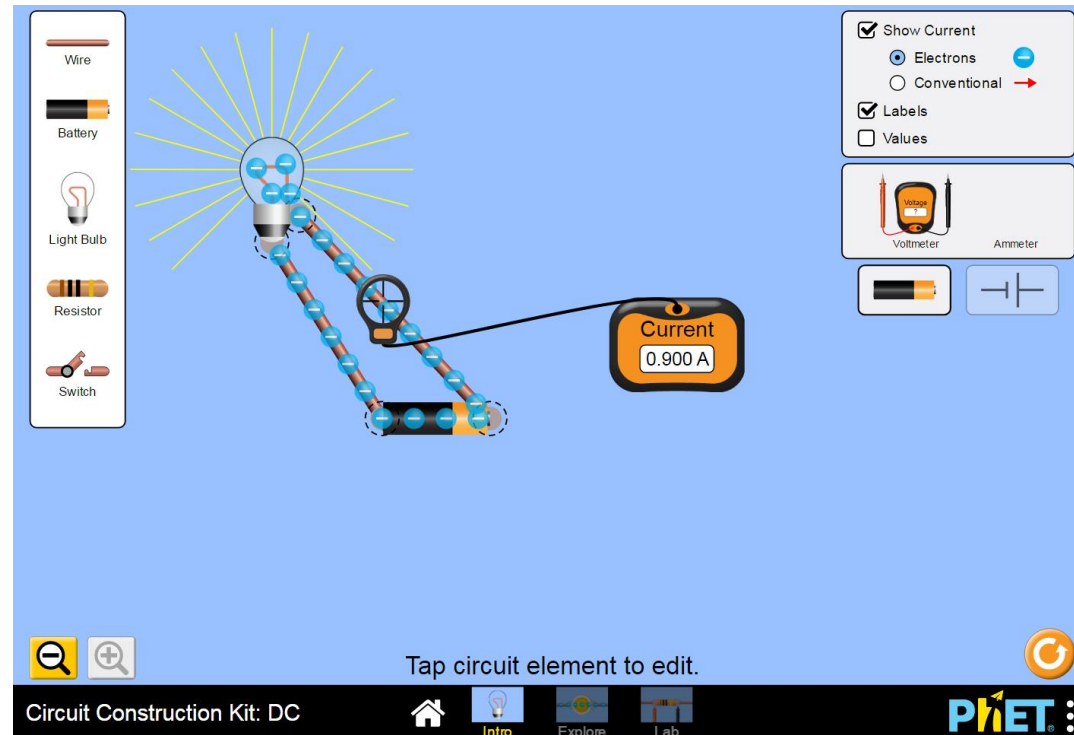 Wire
Battery
Light Bulb
Resistor
Switch
Show Current
Electrons
Conventional
Labels
Values
Voltage
?
Voltmeter
Ammeter
Current
0.900 A
Tap circuit element to edit.
Circuit Construction Kit: DC
Intro
Explore
Lab
PhET